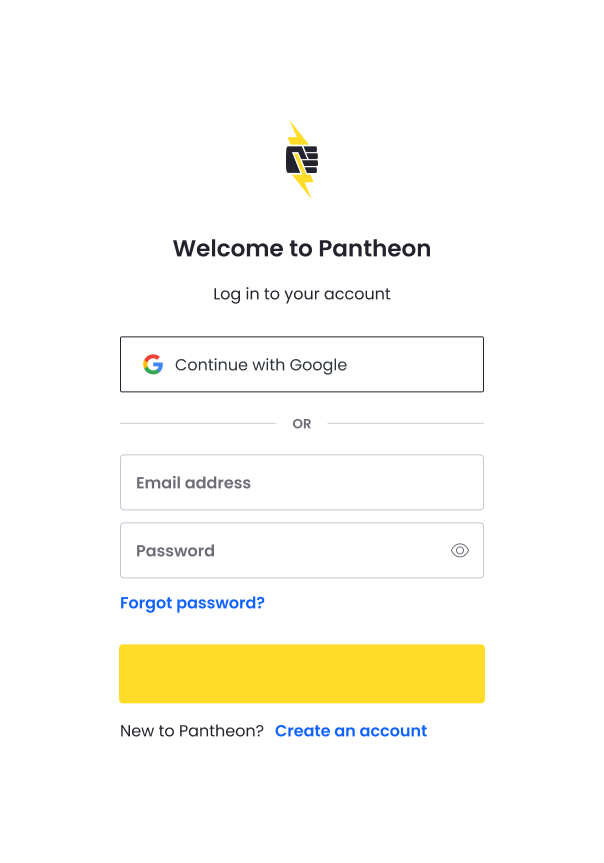 Welcome to Pantheon
Log in to your account
Continue with Google
OR
Email address
Password
Forgot password?
New to Pantheon? Create an account